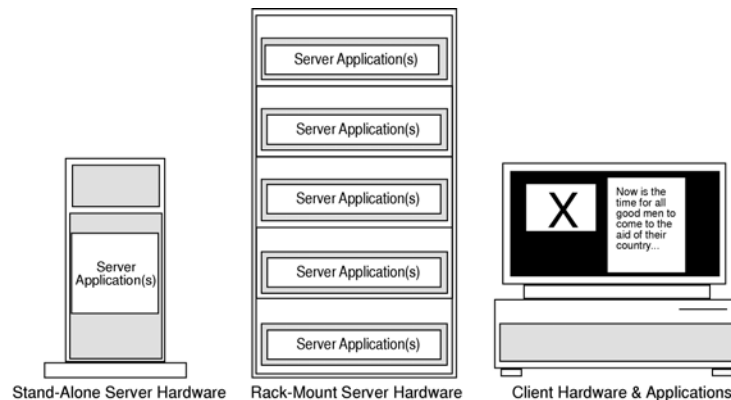 Server Application(s)
Server Application(s)
Server Application(s)
Server Application(s)
Server Application(s)
Server
Application(s)
X
Now is the
time for all
good men to
come to the
aid of their
country...
Stand-Alone Server Hardware
Rack-Mount Server Hardware
Client Hardware & Applications